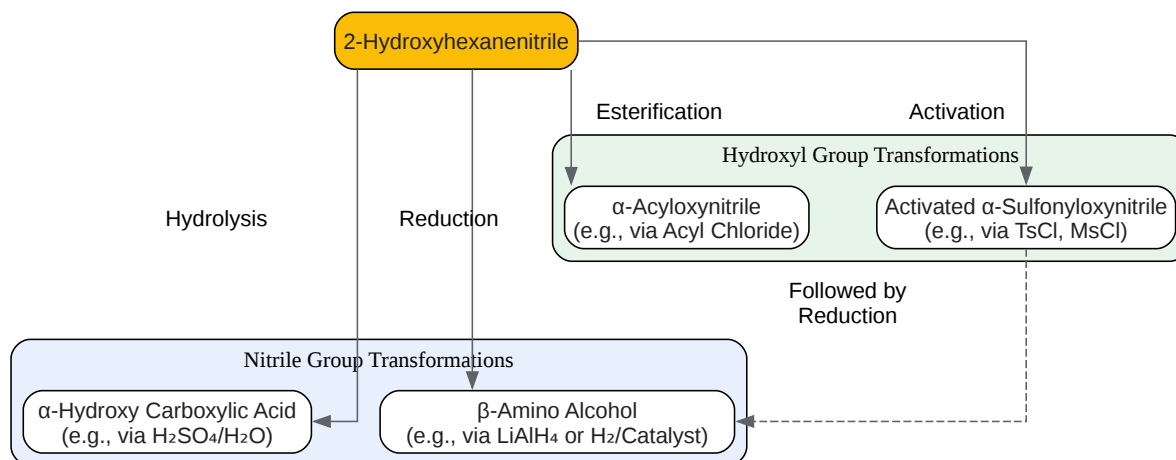 2-Hydroxyhexanenitrile
Esterification
Activation
Hydroxyl Group Transformations
Hydrolysis
Reduction
α-Acyloxynitrile
(e.g., via Acyl Chloride)
Activated α-Sulfonyloxynitrile
(e.g., via TsCl, MsCl)
Followed by
Reduction
Nitrile Group Transformations
α-Hydroxy Carboxylic Acid
(e.g., via H₂SO₄/H₂O)
β-Amino Alcohol
(e.g., via LiAlH₄ or H₂/Catalyst)